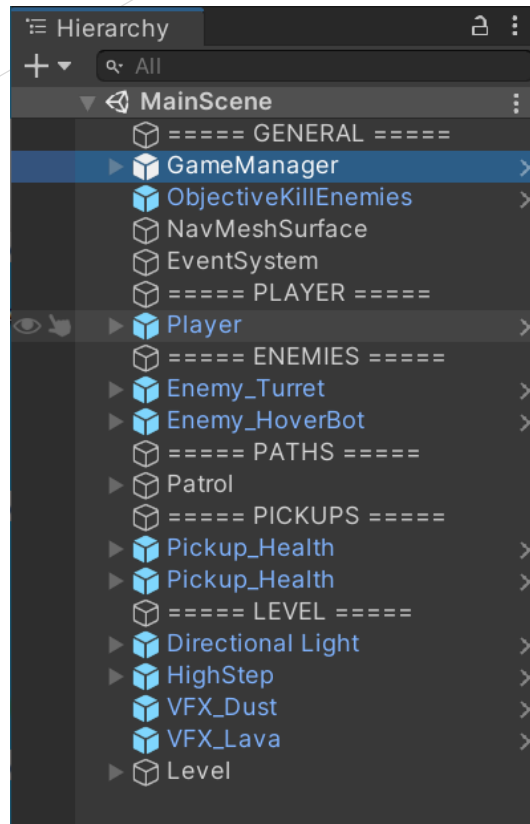 Hierarchy
All
MainScene
===== GENERAL =====
GameManager
ObjectiveKillEnemies
NavMeshSurface
EventSystem
===== PLAYER =====
Player
===== ENEMIES =====
Enemy_Turret
Enemy_HoverBot
===== PATHS =====
Patrol
===== PICKUPS =====
Pickup_Health
Pickup_Health
===== LEVEL =====
Directional Light
HighStep
VFX_Dust
VFX_Lava
Level